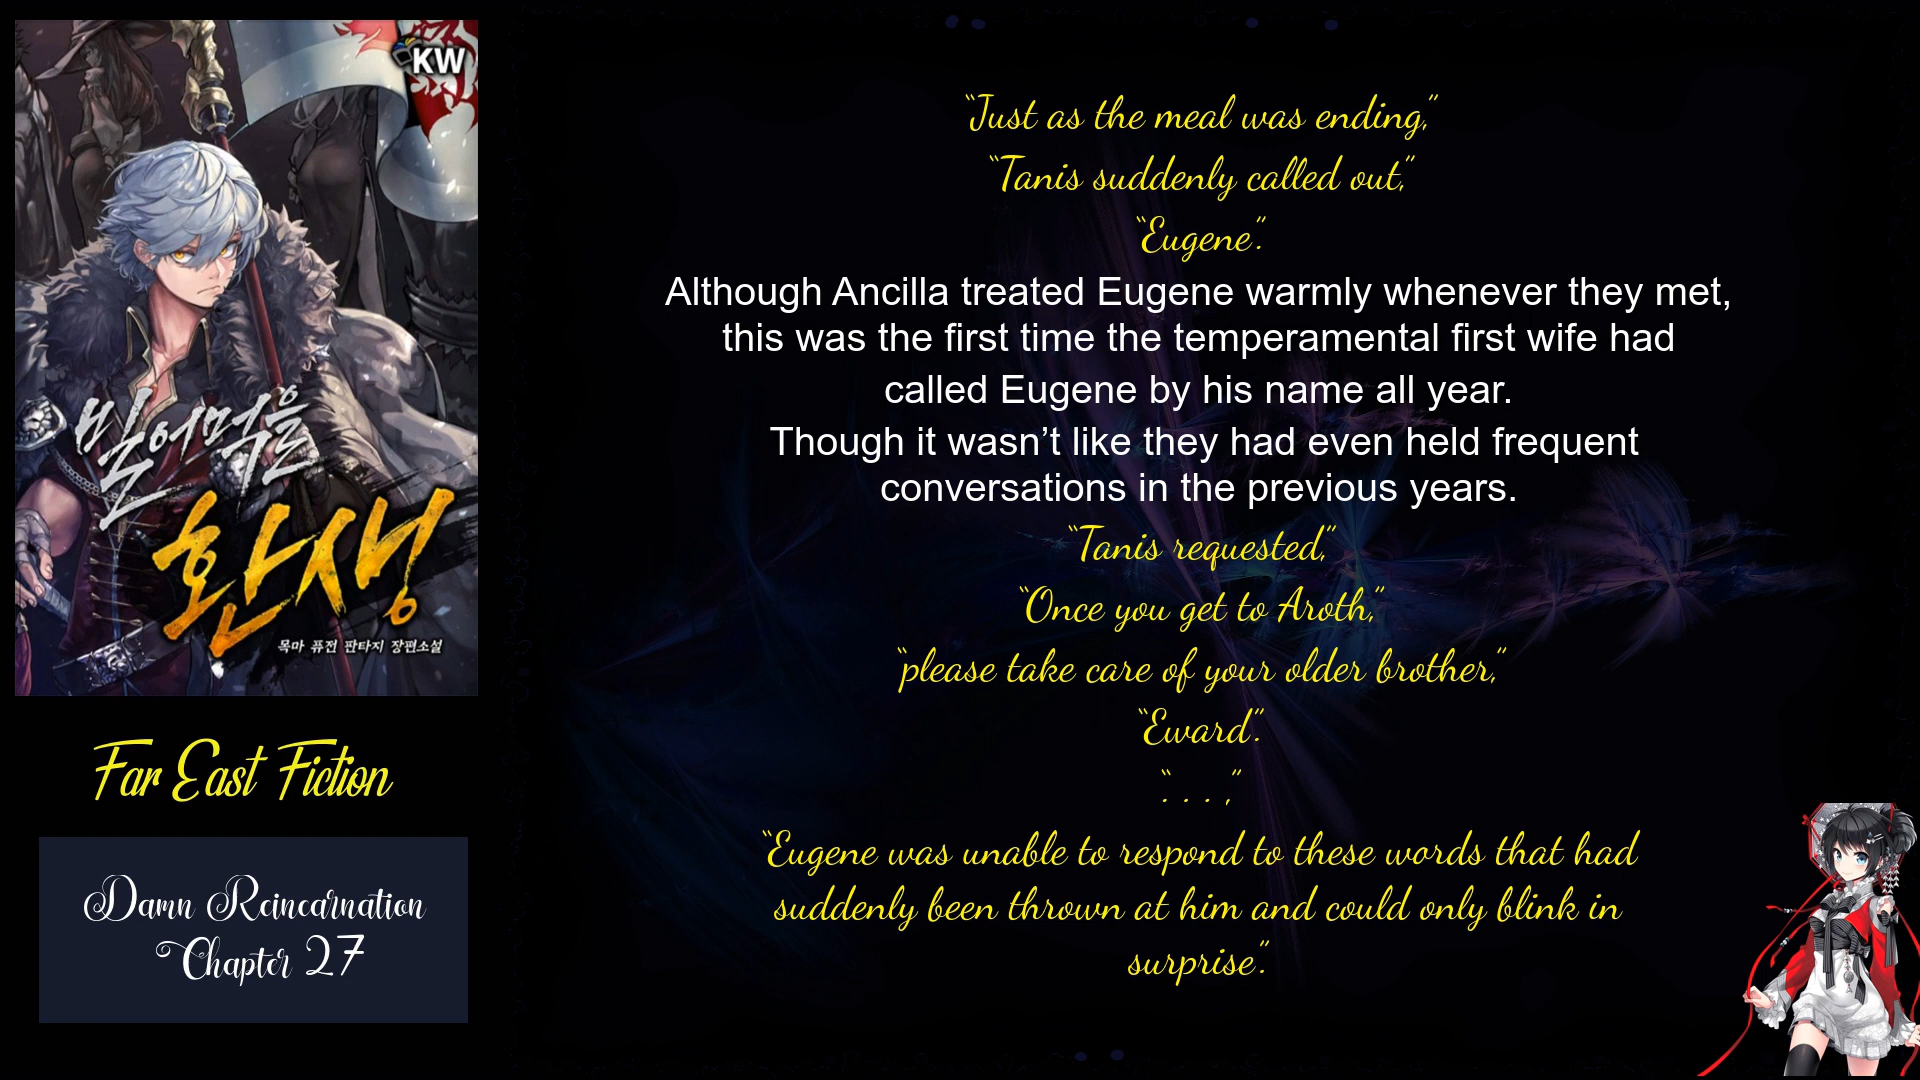 KW
빌어먹을
환생
목마 퓨전 판타지 장편소설
Far East Fiction
Damn Reincarnation
Chapter 27
“Just as the meal was ending,”
“Tanis suddenly called out,”
“Eugene”.
Although Ancilla treated Eugene warmly whenever they met,
this was the first time the temperamental first wife had
called Eugene by his name all year.
Though it wasn’t like they had even held frequent
conversations in the previous years.
“Tanis requested,”
“Once you get to Aroth,”
“please take care of your older brother,”
“Eward”.
“. . . ,”
“Eugene was unable to respond to these words that had
suddenly been thrown at him and could only blink in
surprise”.